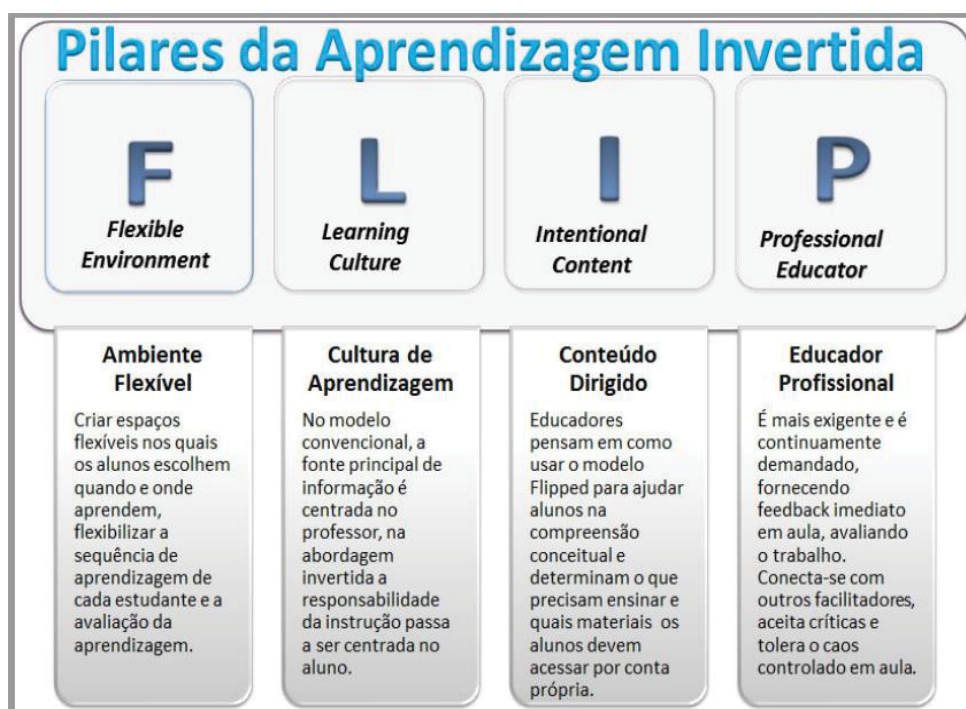 Pilares da Aprendizagem Invertida
F
Flexible
Environment
L
Learning
Culture
I
Intentional
Content
P
Professional
Educator
Ambiente
Flexível
Criar espaços
flexíveis nos quais
os alunos escolhem
quando e onde
aprendem,
flexibilizar a
sequência de
aprendizagem de
cada estudante e a
avaliação da
aprendizagem.
Cultura de
Aprendizagem
No modelo
convencional, a
fonte principal de
informação é
centrada no
professor, na
abordagem
invertida a
responsabilidade
da instrução passa
a ser centrada no
aluno.
Conteúdo
Dirigido
Educadores
pensam em como
usar o modelo
Flipped para ajudar
alunos na
compreensão
conceitual e
determinam o que
precisam ensinar e
quais materiais os
alunos devem
acessar por conta
própria.
Educador
Profissional
É mais exigente e é
continuamente
demandado,
fornecendo
feedback imediato
em aula, avaliando
o trabalho.
Conecta-se com
outros facilitadores,
aceita críticas e
tolera o caos
controlado em aula.